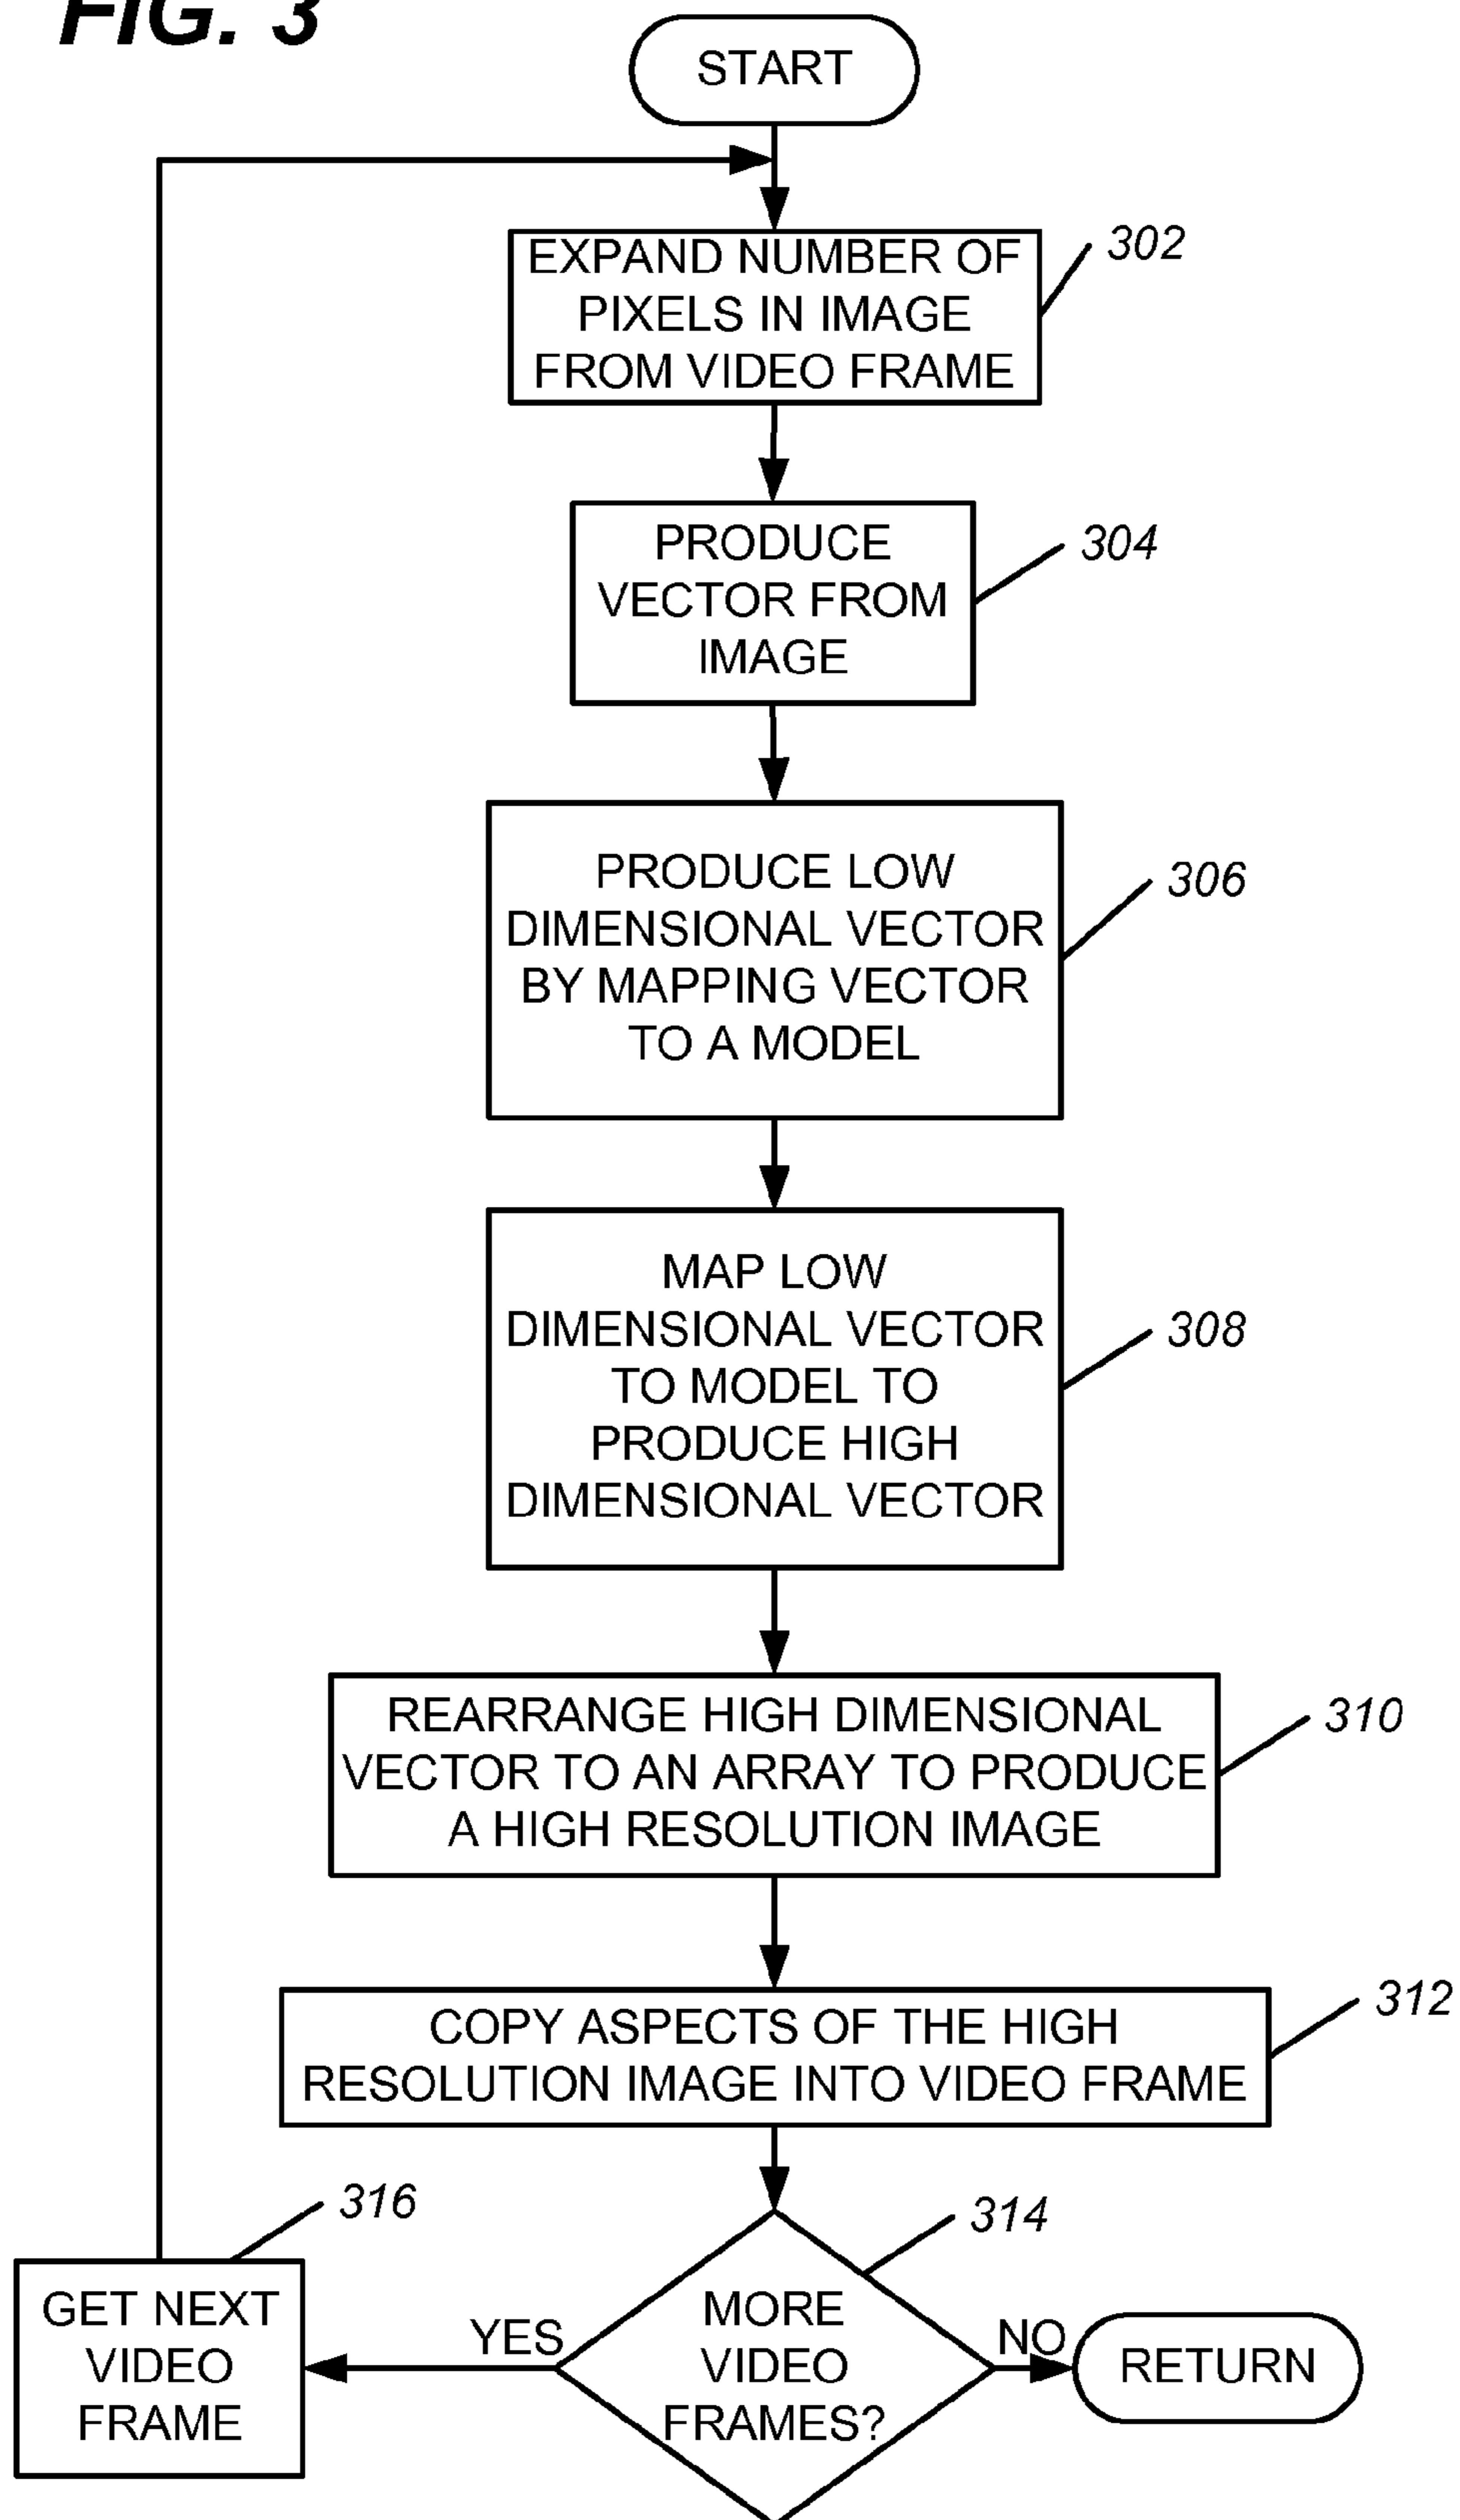 FIG. 3
START
EXPAND NUMBER OF
PIXELS IN IMAGE
FROM VIDEO FRAME
302
PRODUCE
VECTOR FROM
IMAGE
304
PRODUCE LOW
DIMENSIONAL VECTOR
BY MAPPING VECTOR
TO A MODEL
306
MAP LOW
DIMENSIONAL VECTOR
TO MODEL TO
PRODUCE HIGH
DIMENSIONAL VECTOR
308
REARRANGE HIGH DIMENSIONAL
VECTOR TO AN ARRAY TO PRODUCE
A HIGH RESOLUTION IMAGE
310
COPY ASPECTS OF THE HIGH
RESOLUTION IMAGE INTO VIDEO FRAME
312
316
GET NEXT
VIDEO
FRAME
YES
314
MORE
VIDEO
FRAMES?
NO
RETURN